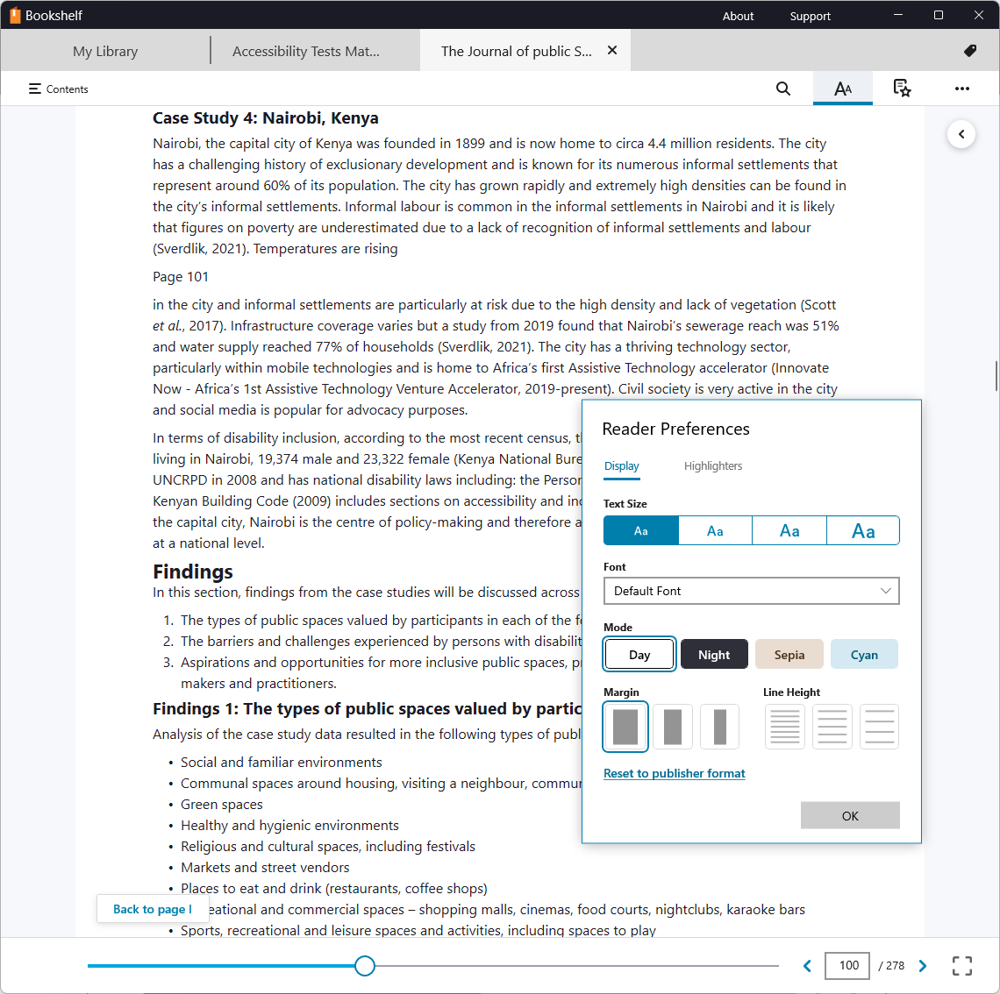 Bookshelf
About
Support
My Library
Accessibility Tests Mat...
The Journal of public S...
Contents
Case Study 4: Nairobi, Kenya
Nairobi, the capital city of Kenya was founded in 1899 and is now home to circa 4.4 million residents. The city
has a challenging history of exclusionary development and is known for its numerous informal settlements that
represent around 60% of its population. The city has grown rapidly and extremely high densities can be found in
the city’s informal settlements. Informal labour is common in the informal settlements in Nairobi and it is likely
that figures on poverty are underestimated due to a lack of recognition of informal settlements and labour
(Sverdlik, 2021). Temperatures are rising
Page 101
in the city and informal settlements are particularly at risk due to the high density and lack of vegetation (Scott
et al., 2017). Infrastructure coverage varies but a study from 2019 found that Nairobi’s sewerage reach was 51%
and water supply reached 77% of households (Sverdlik, 2021). The city has a thriving technology sector,
particularly within mobile technologies and is home to Africa’s first Assistive Technology accelerator (Innovate
Now - Africa’s 1st Assistive Technology Venture Accelerator, 2019-present). Civil society is very active in the city
and social media is popular for advocacy purposes.
In terms of disability inclusion, according to the most recent census,
living in Nairobi, 19,374 male and 23,322 female (Kenya National Bure
UNCRPD in 2008 and has national disability laws including: the Person
Kenyan Building Code (2009) includes sections on accessibility and in
the capital city, Nairobi is the centre of policy-making and therefore a
at a national level.
Findings
In this section, findings from the case studies will be discussed across
1. The types of public spaces valued by participants in each of the f
2. The barriers and challenges experienced by persons with disabilit
3. Aspirations and opportunities for more inclusive public spaces, p
makers and practitioners.
Findings 1: The types of public spaces valued by partic
Analysis of the case study data resulted in the following types of publ
• Social and familiar environments
• Communal spaces around housing, visiting a neighbour, commu
• Green spaces
• Healthy and hygienic environments
• Religious and cultural spaces, including festivals
• Markets and street vendors
• Places to eat and drink (restaurants, coffee shops)
eational and commercial spaces – shopping malls, cinemas, food courts, nightclubs, karaoke bars
• Sports, recreational and leisure spaces and activities, including spaces to play
Back to page I
Reader Preferences
Display
Highlighters
Text Size
Aa
Aa
Aa
Aa
Font
Default Font
Mode
Day
Night
Sepia
Cyan
Margin
Line Height
Reset to publisher format
OK
100
/ 278